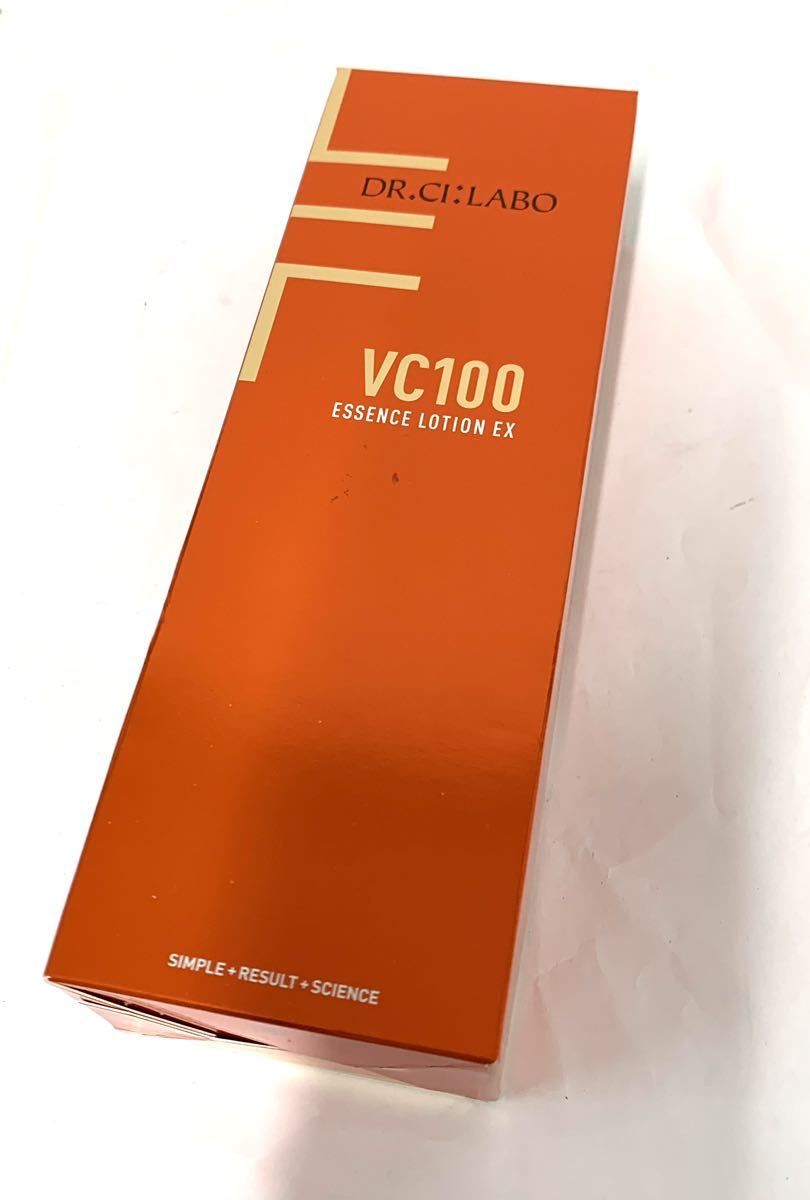 DR.CI:LABO
VC100
ESSENCE LOTION EX
SIMPLE+RESULT+SCIENCE